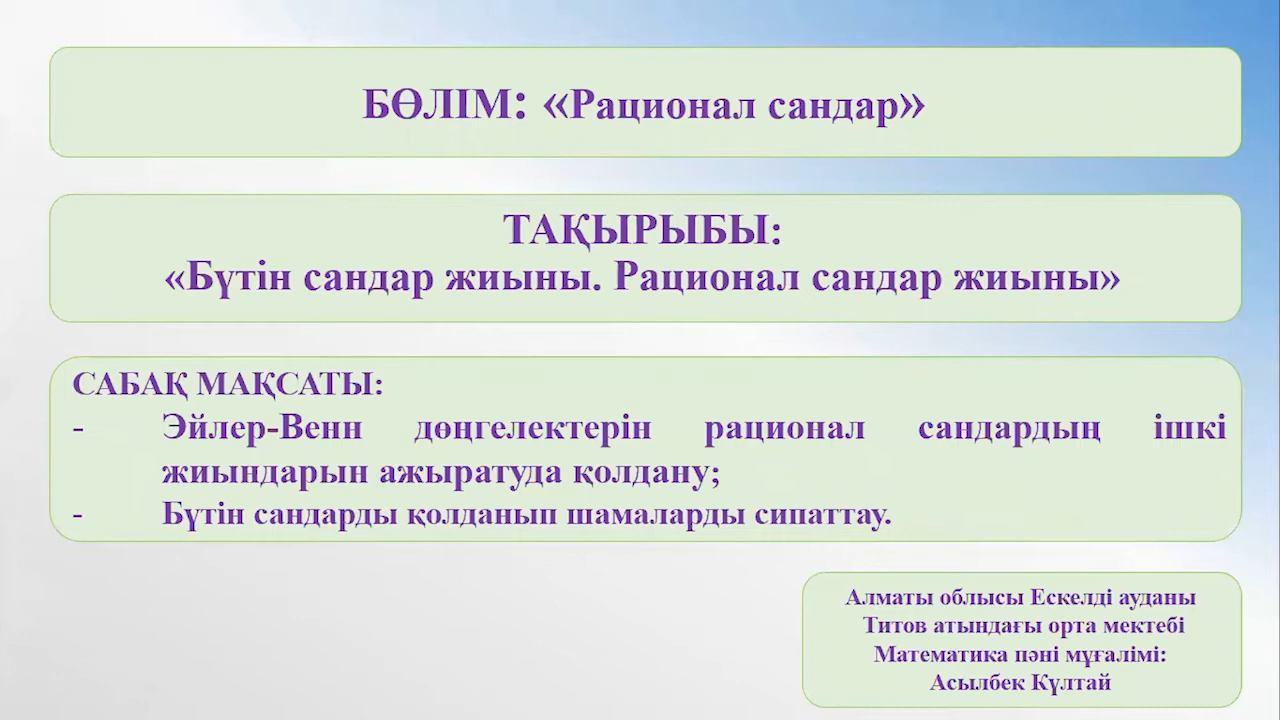 БӨЛІМ: «Рационал сандар»
ТАҚЫРЫБЫ:
«Бүтін сандар жиыны. Рационал сандар жиыны»
САБАҚ МАҚСАТЫ:
- Эйлер-Венн дөңгелектерін рационал сандардың ішкі
жиындарын ажыратуда қолдану;
- Бүтін сандарды қолданып шамаларды сипаттау.
Алматы облысы Ескелді ауданы
Титов атындағы орта мектебі
Математика пәні мұғалімі:
Асылбек Күлтай